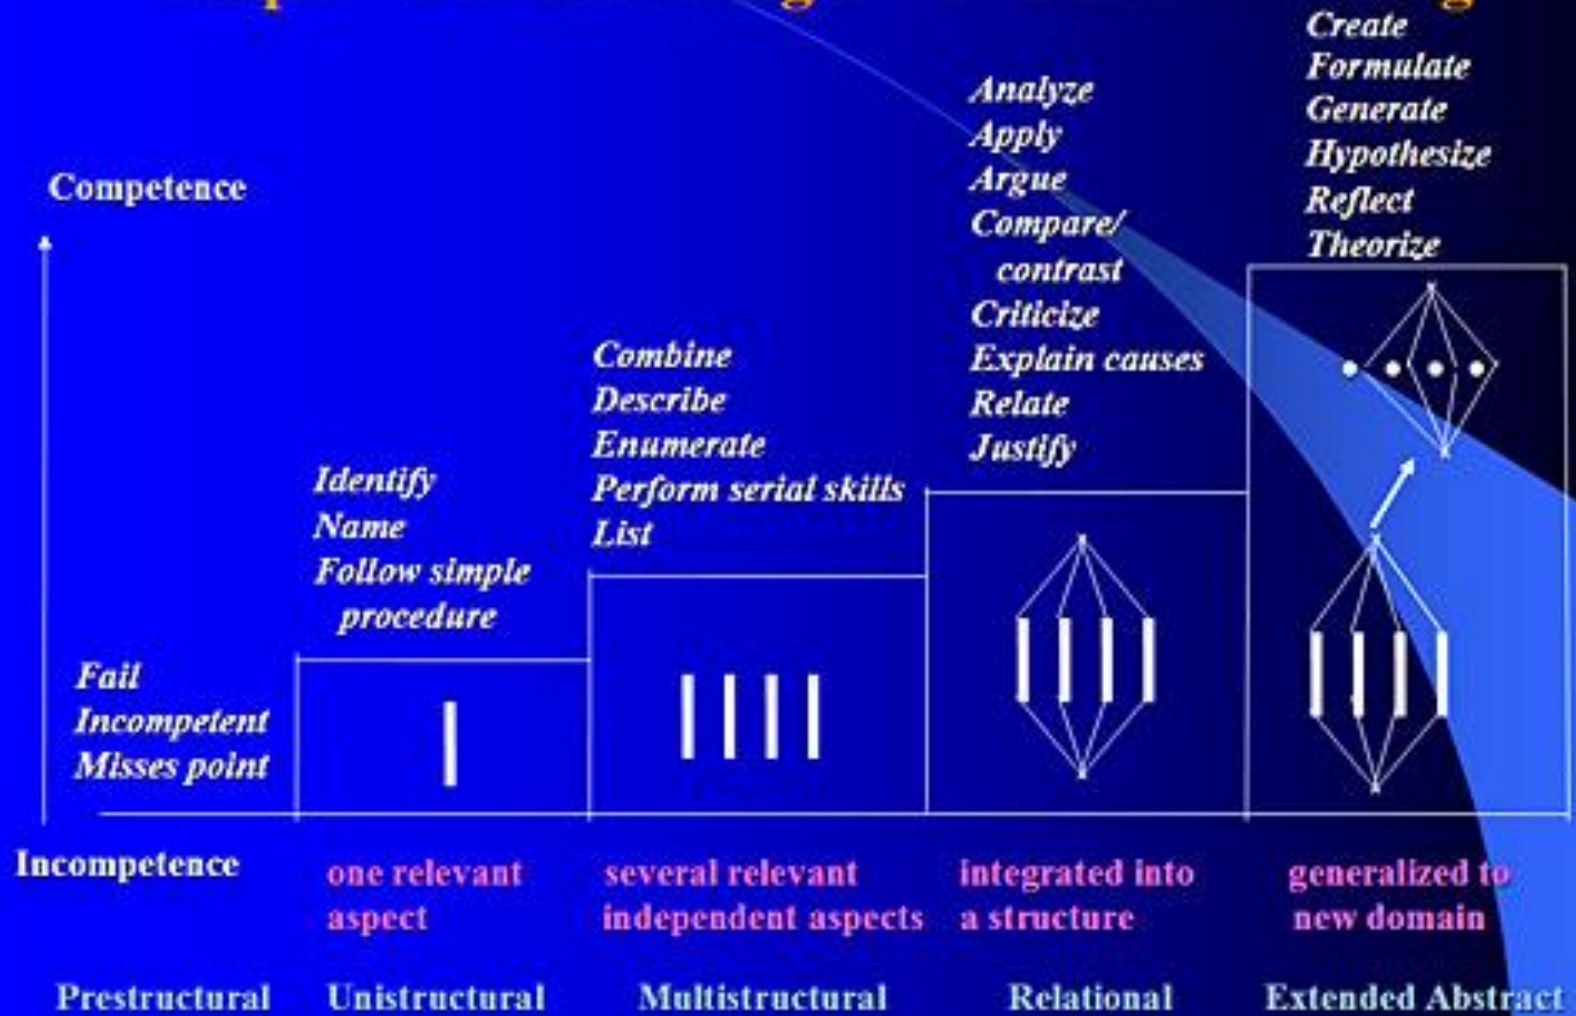 Competence
Fail
Incompetent
Misses point
Identify
Name
Follow simple
procedure
Combine
Describe
Enumerate
Perform serial skills
List
Analyze
Apply
Argue
Compare/
contrast
Criticize
Explain causes
Relate
Justify
Create
Formulate
Generate
Hypothesize
Reflect
Theorize
Incompetence
one relevant
aspect
several relevant
independent aspects
integrated into
a structure
generalized to
new domain
Prestructural
Unistructural
Multistructural
Relational
Extended Abstract